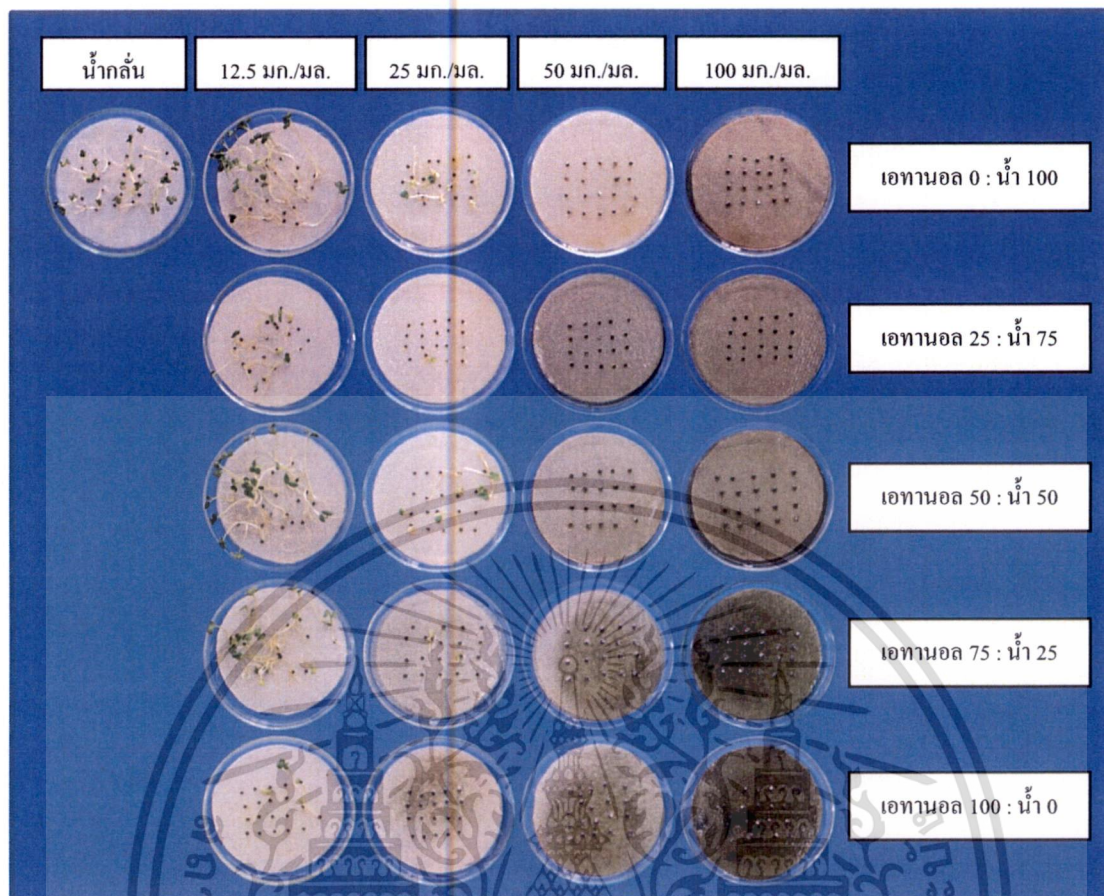 น้ำกลั่น
12.5 มก./มล.
25 มก./มล.
50 มก./มล.
100 มก./มล.
เอทานอล 0 : น้ำ 100
เอทานอล 25 : น้ำ 75
เอทานอล 50 : น้ำ 50
เอทานอล 75 : น้ำ 25
เอทานอล 100 : น้ำ 0